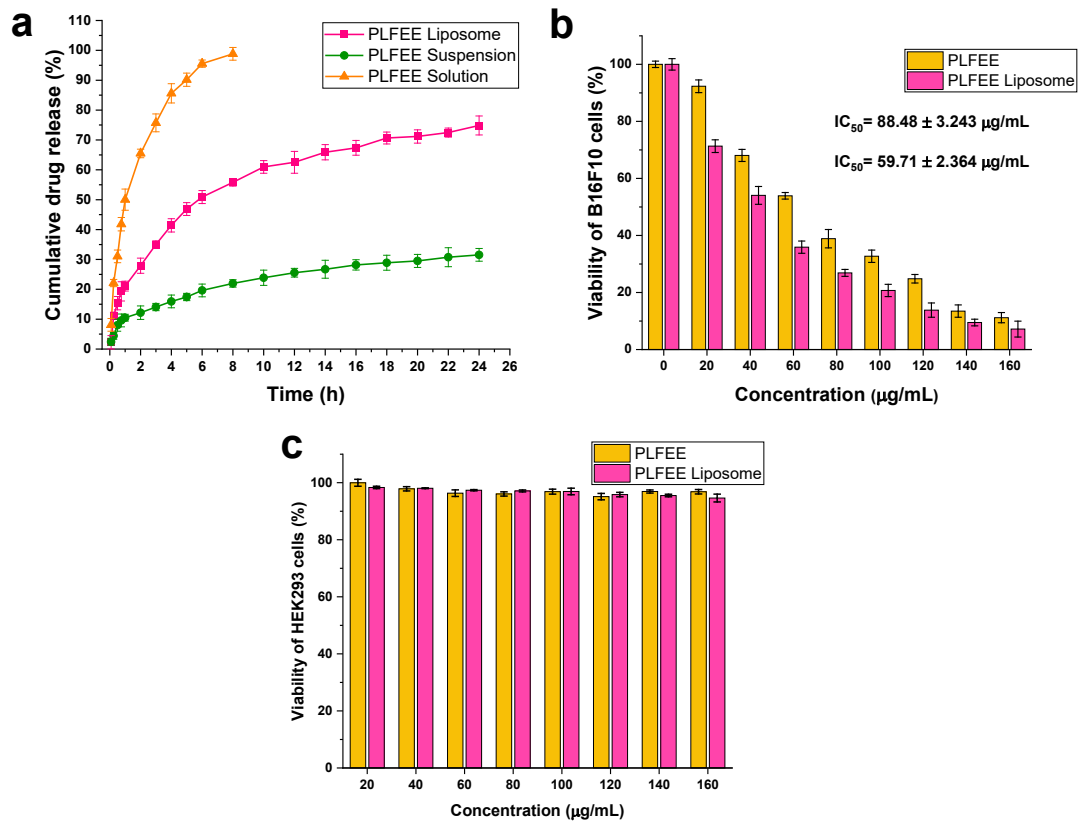 a
PLFEE Liposome
PLFEE Suspension
PLFEE Solution
110
100
90
80
70
60
50
40
30
20
10
0
Cumulative drug release (%)
0 2 4 6 8 10 12 14 16 18 20 22 24 26
Time (h)
b
PLFEE
PLFEE Liposome
IC50= 88.48 ± 3.243 µg/mL
IC50= 59.71 ± 2.364 µg/mL
100
80
60
40
20
0
Viability of B16F10 cells (%)
0 20 40 60 80 100 120 140 160
Concentration (µg/mL)
c
PLFEE
PLFEE Liposome
100
80
60
40
20
0
Viability of HEK293 cells (%)
20 40 60 80 100 120 140 160
Concentration (µg/mL)